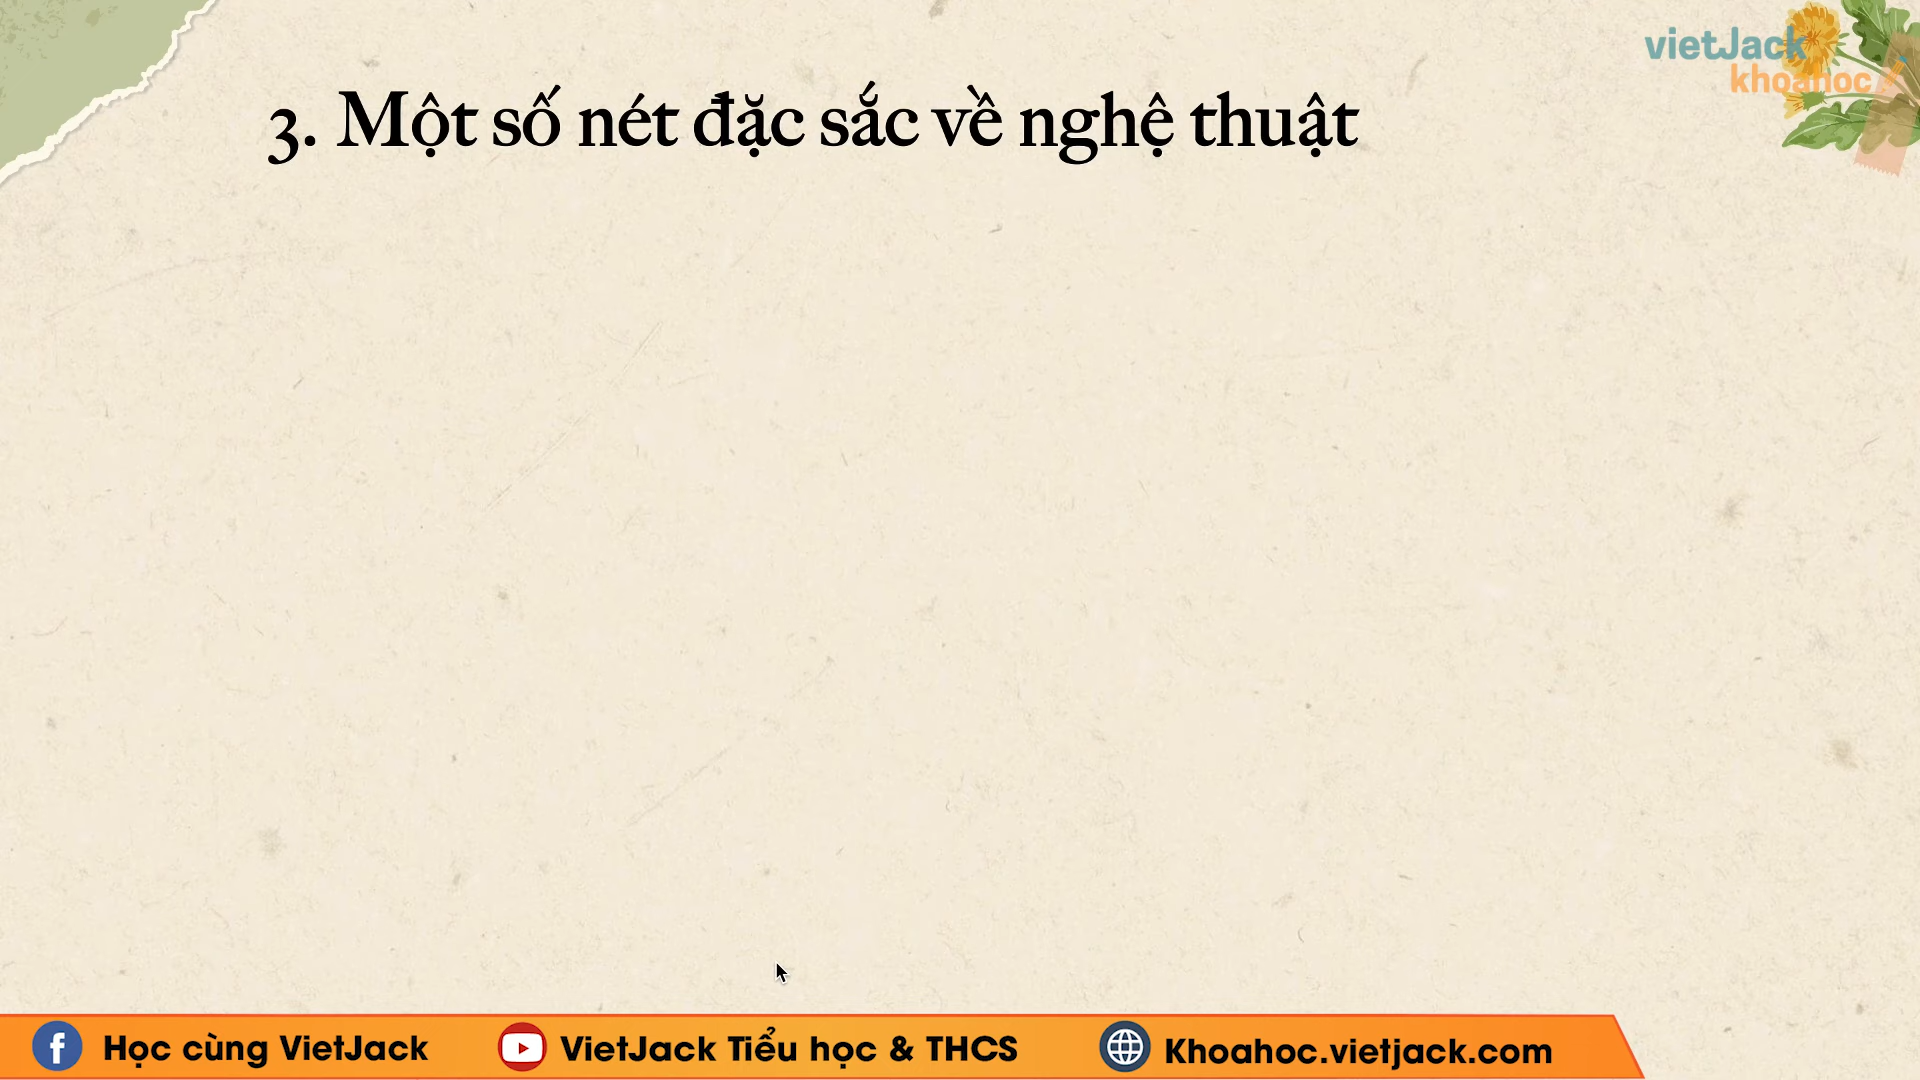 vietJack
khoahoc
3. Một số nét đặc sắc về nghệ thuật
Học cùng VietJack
VietJack Tiểu học & THCS
Khoahoc.vietjack.com